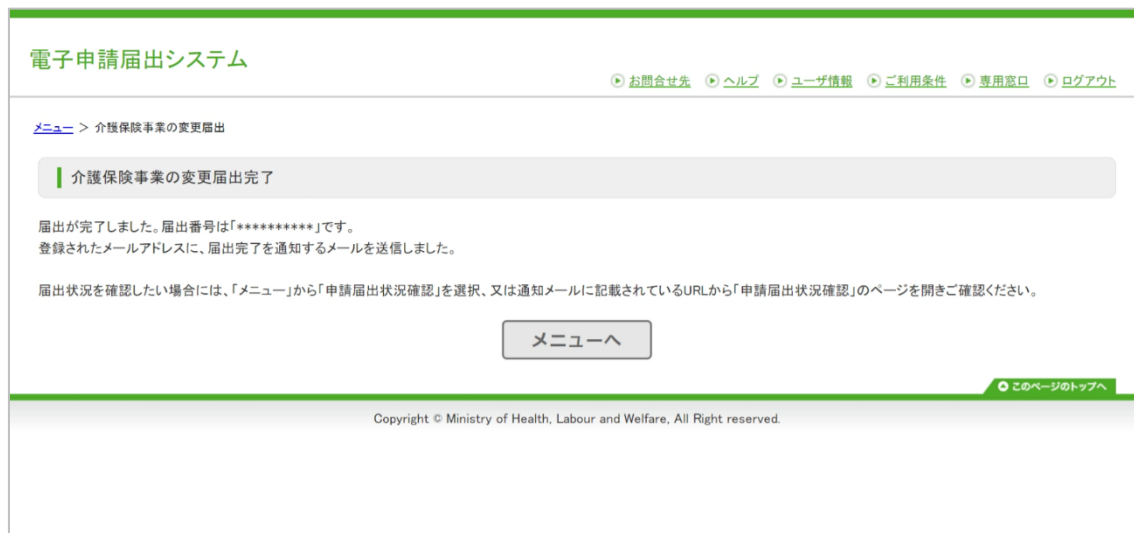 電子申請届出システム
お問合せ先 ヘルプ ユーザ情報 ご利用条件 専用窓口 ログアウト
メニュー > 介護保険事業の変更届出
介護保険事業の変更届出完了
届出が完了しました。届出番号は「**********」です。
登録されたメールアドレスに、届出完了を通知するメールを送信しました。
届出状況を確認したい場合には、「メニュー」から「申請届出状況確認」を選択、又は通知メールに記載されているURLから「申請届出状況確認」のページを開きご確認ください。
メニューへ
このページのトップへ
Copyright © Ministry of Health, Labour and Welfare, All Right reserved.